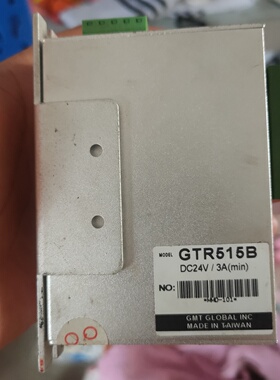 MODEL GTR515B
DC24V / 3A(min)
NO:
GMT GLOBAL INC
MADE IN TAIWAN